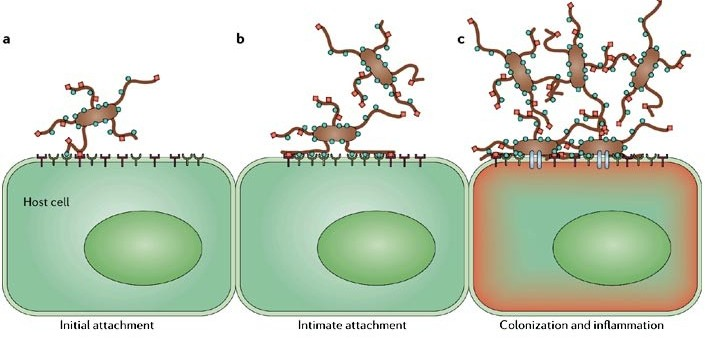 a
b
c
Host cell
Initial attachment
Intimate attachment
Colonization and inflammation